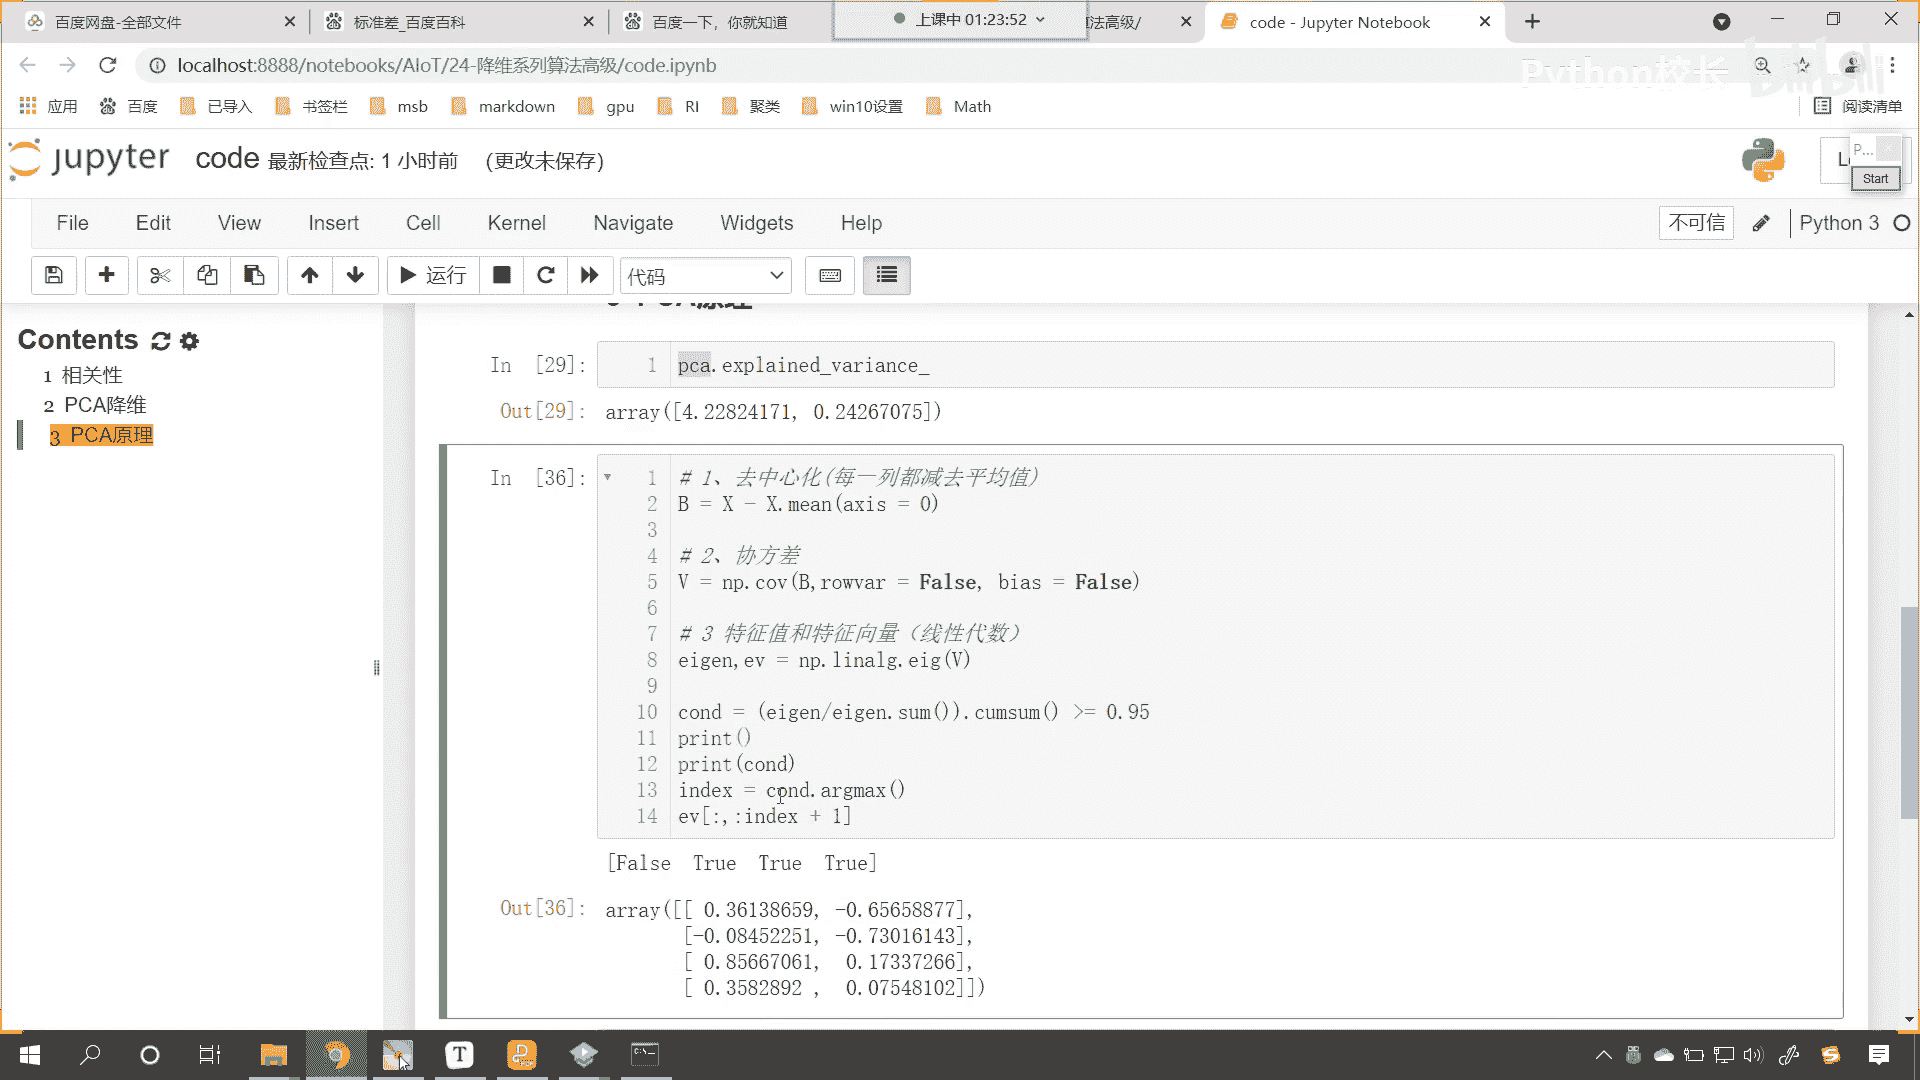 百度网盘-全部文件
标准差_百度百科
百度一下，你就知道
上课中 01:23:52
法高级/
code - Jupyter Notebook
localhost:8888/notebooks/AIoT/24-降维系列算法高级/code.ipynb
Python校长 bilibili
应用 百度 已导入 书签栏 msb markdown gpu RI 聚类 win10设置 Math 阅读清单
jupyter code 最新检查点: 1 小时前 (更改未保存)
P...
Start
File Edit View Insert Cell Kernel Navigate Widgets Help 不可信 Python 3
运行 代码
Contents
1 相关性
2 PCA降维
3 PCA原理
In [29]: 1 pca.explained_variance_
Out[29]: array([4.22824171, 0.24267075])
In [36]:
1 # 1、去中心化(每一列都减去平均值)
2 B = X - X.mean(axis = 0)
3
4 # 2、协方差
5 V = np.cov(B,rowvar = False, bias = False)
6
7 # 3 特征值和特征向量（线性代数）
8 eigen,ev = np.linalg.eig(V)
9
10 cond = (eigen/eigen.sum()).cumsum() >= 0.95
11 print()
12 print(cond)
13 index = cond.argmax()
14 ev[:,:index + 1]
[False  True  True  True]
Out[36]: array([[ 0.36138659, -0.65658877],
[-0.08452251, -0.73016143],
[ 0.85667061,  0.17337266],
[ 0.3582892 ,  0.07548102]])